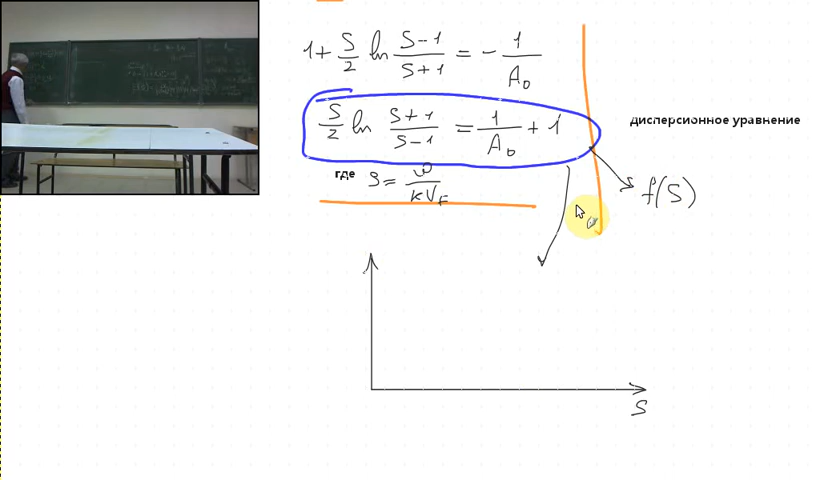 1 + S/2 ln (S-1)/(S+1) = - 1/A₀
S/2 ln (S+1)/(S-1) = 1/A₀ + 1
дисперсионное уравнение
где S = ω/kV_F
f(S)
S